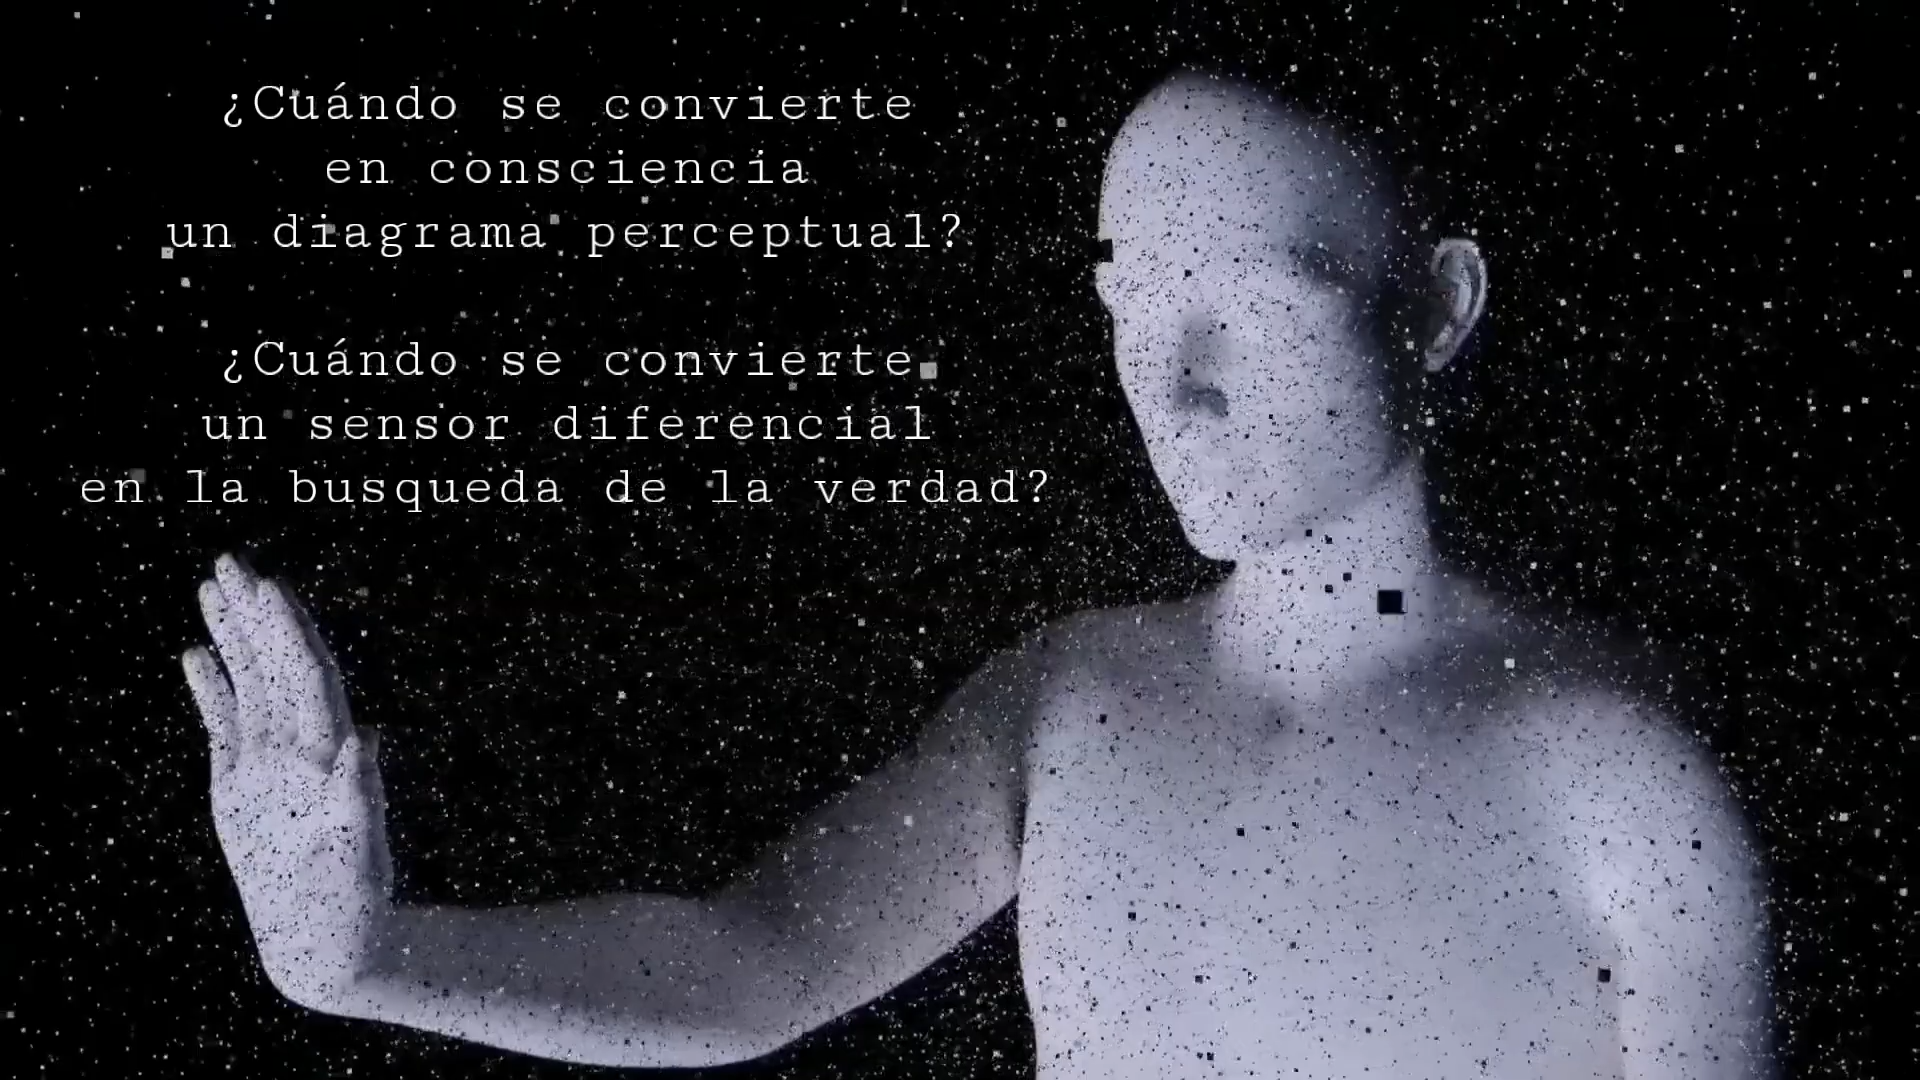 ¿Cuándo se convierte
en consciencia
un diagrama perceptual?
¿Cuándo se convierte
un sensor diferencial
en la busqueda de la verdad?